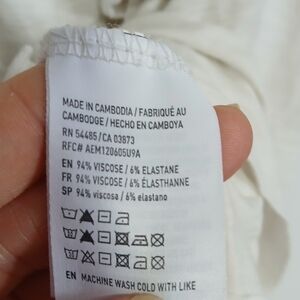 MADE IN CAMBODIA / FABRIQUÉ AU
CAMBODGE / HECHO EN CAMBOYA
RN 54485/CA 03873
RFC# AEM120605U9A
EN 94% VISCOSE / 6% ELASTANE
FR 94% VISCOSE / 6% ÉLASTHANNE
SP 94% viscosa / 6% elastano
EN MACHINE WASH COLD WITH LIKE